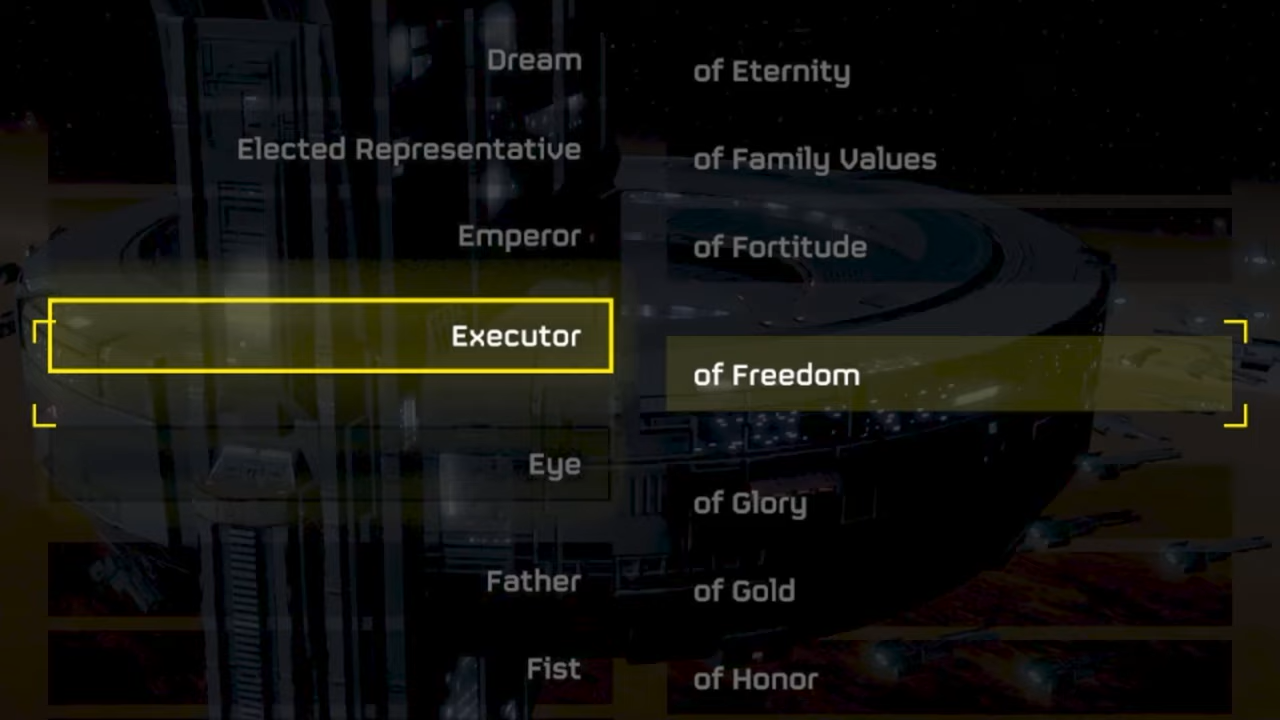 Dream
Elected Representative
Emperor
Executor
Eye
Father
Fist
of Eternity
of Family Values
of Fortitude
of Freedom
of Glory
of Gold
of Honor